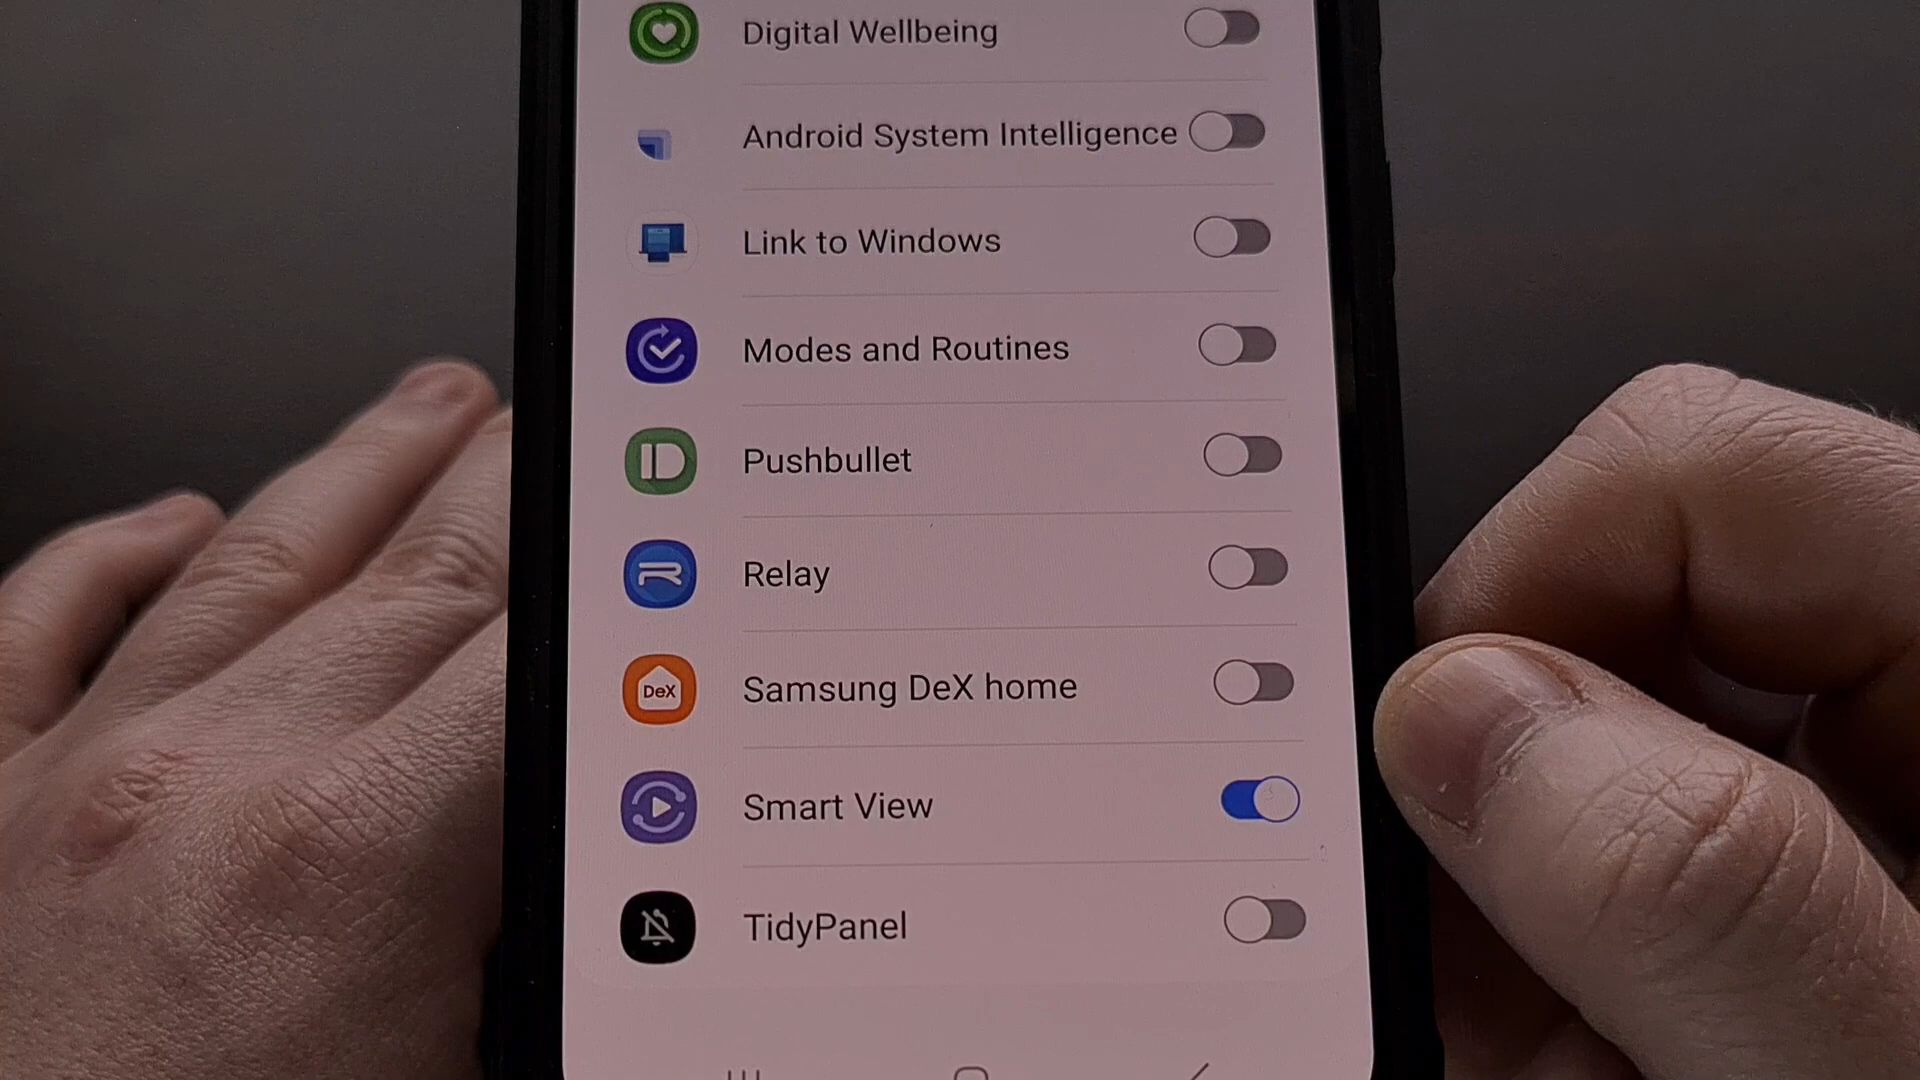 Digital Wellbeing
Android System Intelligence
Link to Windows
Modes and Routines
Pushbullet
Relay
DeX
Samsung DeX home
Smart View
TidyPanel